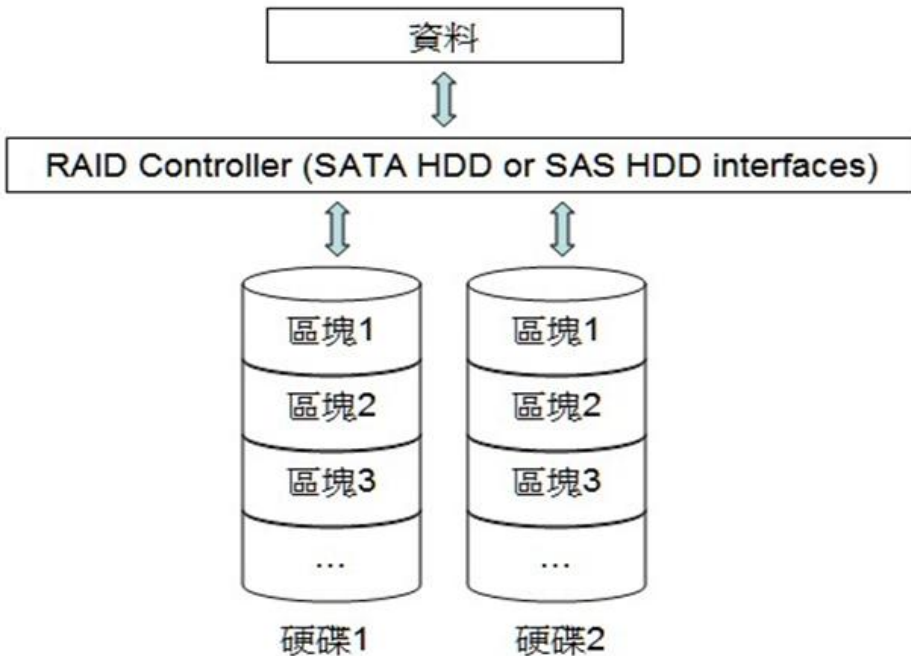 資料
RAID Controller (SATA HDD or SAS HDD interfaces)
區塊1
區塊2
區塊3
...
硬碟1
區塊1
區塊2
區塊3
...
硬碟2